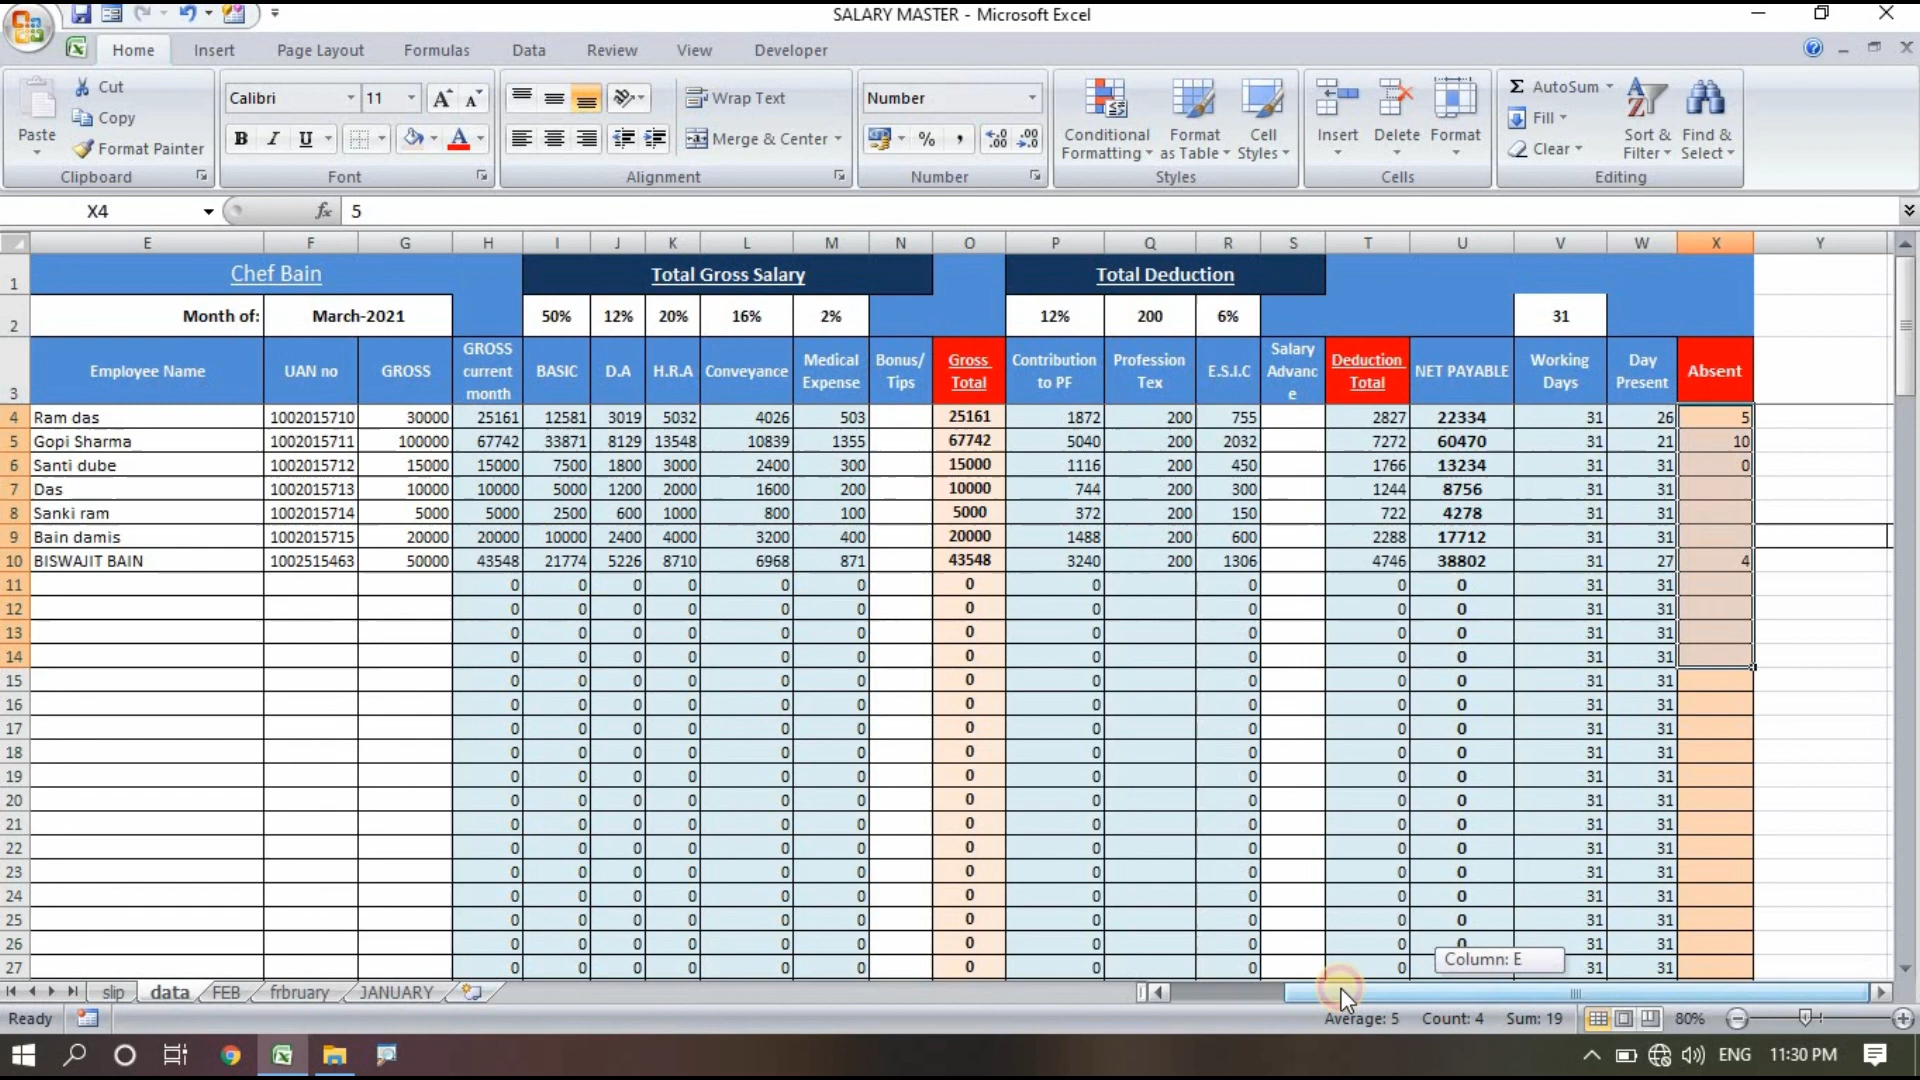 SALARY MASTER - Microsoft Excel
Home Insert Page Layout Formulas Data Review View Developer
Paste Cut Copy Format Painter Clipboard
Calibri 11 B I U Font
Wrap Text Merge & Center Alignment
Number % , .0 .00 .00 .0 Number
Conditional Formatting Format as Table Cell Styles Styles
Insert Delete Format Cells
Σ AutoSum Fill Clear Sort & Filter Find & Select Editing
X4 fx 5
E F G H I J K L M N O P Q R S T U V W X Y
1 Chef Bain Total Gross Salary Total Deduction
2 Month of: March-2021 50% 12% 20% 16% 2% 12% 200 6% 31
3 Employee Name UAN no GROSS GROSS current month BASIC D.A H.R.A Conveyance Medical Expense Bonus/ Tips Gross Total Contribution to PF Profession Tex E.S.I.C Salary Advanc e Deduction Total NET PAYABLE Working Days Day Present Absent
4 Ram das 1002015710 30000 25161 12581 3019 5032 4026 503 25161 1872 200 755 2827 22334 31 26 5
5 Gopi Sharma 1002015711 100000 67742 33871 8129 13548 10839 1355 67742 5040 200 2032 7272 60470 31 21 10
6 Santi dube 1002015712 15000 15000 7500 1800 3000 2400 300 15000 1116 200 450 1766 13234 31 31 0
7 Das 1002015713 10000 10000 5000 1200 2000 1600 200 10000 744 200 300 1244 8756 31 31
8 Sanki ram 1002015714 5000 5000 2500 600 1000 800 100 5000 372 200 150 722 4278 31 31
9 Bain damis 1002015715 20000 20000 10000 2400 4000 3200 400 20000 1488 200 600 2288 17712 31 31
10 BISWAJIT BAIN 1002515463 50000 43548 21774 5226 8710 6968 871 43548 3240 200 1306 4746 38802 31 27 4
11 0 0 0 0 0 0 0 0 0 0 0 0 31 31
12 0 0 0 0 0 0 0 0 0 0 0 0 31 31
13 0 0 0 0 0 0 0 0 0 0 0 0 31 31
14 0 0 0 0 0 0 0 0 0 0 0 0 31 31
15 0 0 0 0 0 0 0 0 0 0 0 0 31 31
16 0 0 0 0 0 0 0 0 0 0 0 0 31 31
17 0 0 0 0 0 0 0 0 0 0 0 0 31 31
18 0 0 0 0 0 0 0 0 0 0 0 0 31 31
19 0 0 0 0 0 0 0 0 0 0 0 0 31 31
20 0 0 0 0 0 0 0 0 0 0 0 0 31 31
21 0 0 0 0 0 0 0 0 0 0 0 0 31 31
22 0 0 0 0 0 0 0 0 0 0 0 0 31 31
23 0 0 0 0 0 0 0 0 0 0 0 0 31 31
24 0 0 0 0 0 0 0 0 0 0 0 0 31 31
25 0 0 0 0 0 0 0 0 0 0 0 0 31 31
26 0 0 0 0 0 0 0 0 0 0 0 0 31 31
27 0 0 0 0 0 0 0 0 0 0 0 31 31
Column: E
slip data FEB frbruary JANUARY
Ready Average: 5 Count: 4 Sum: 19 80%
ENG 11:30 PM